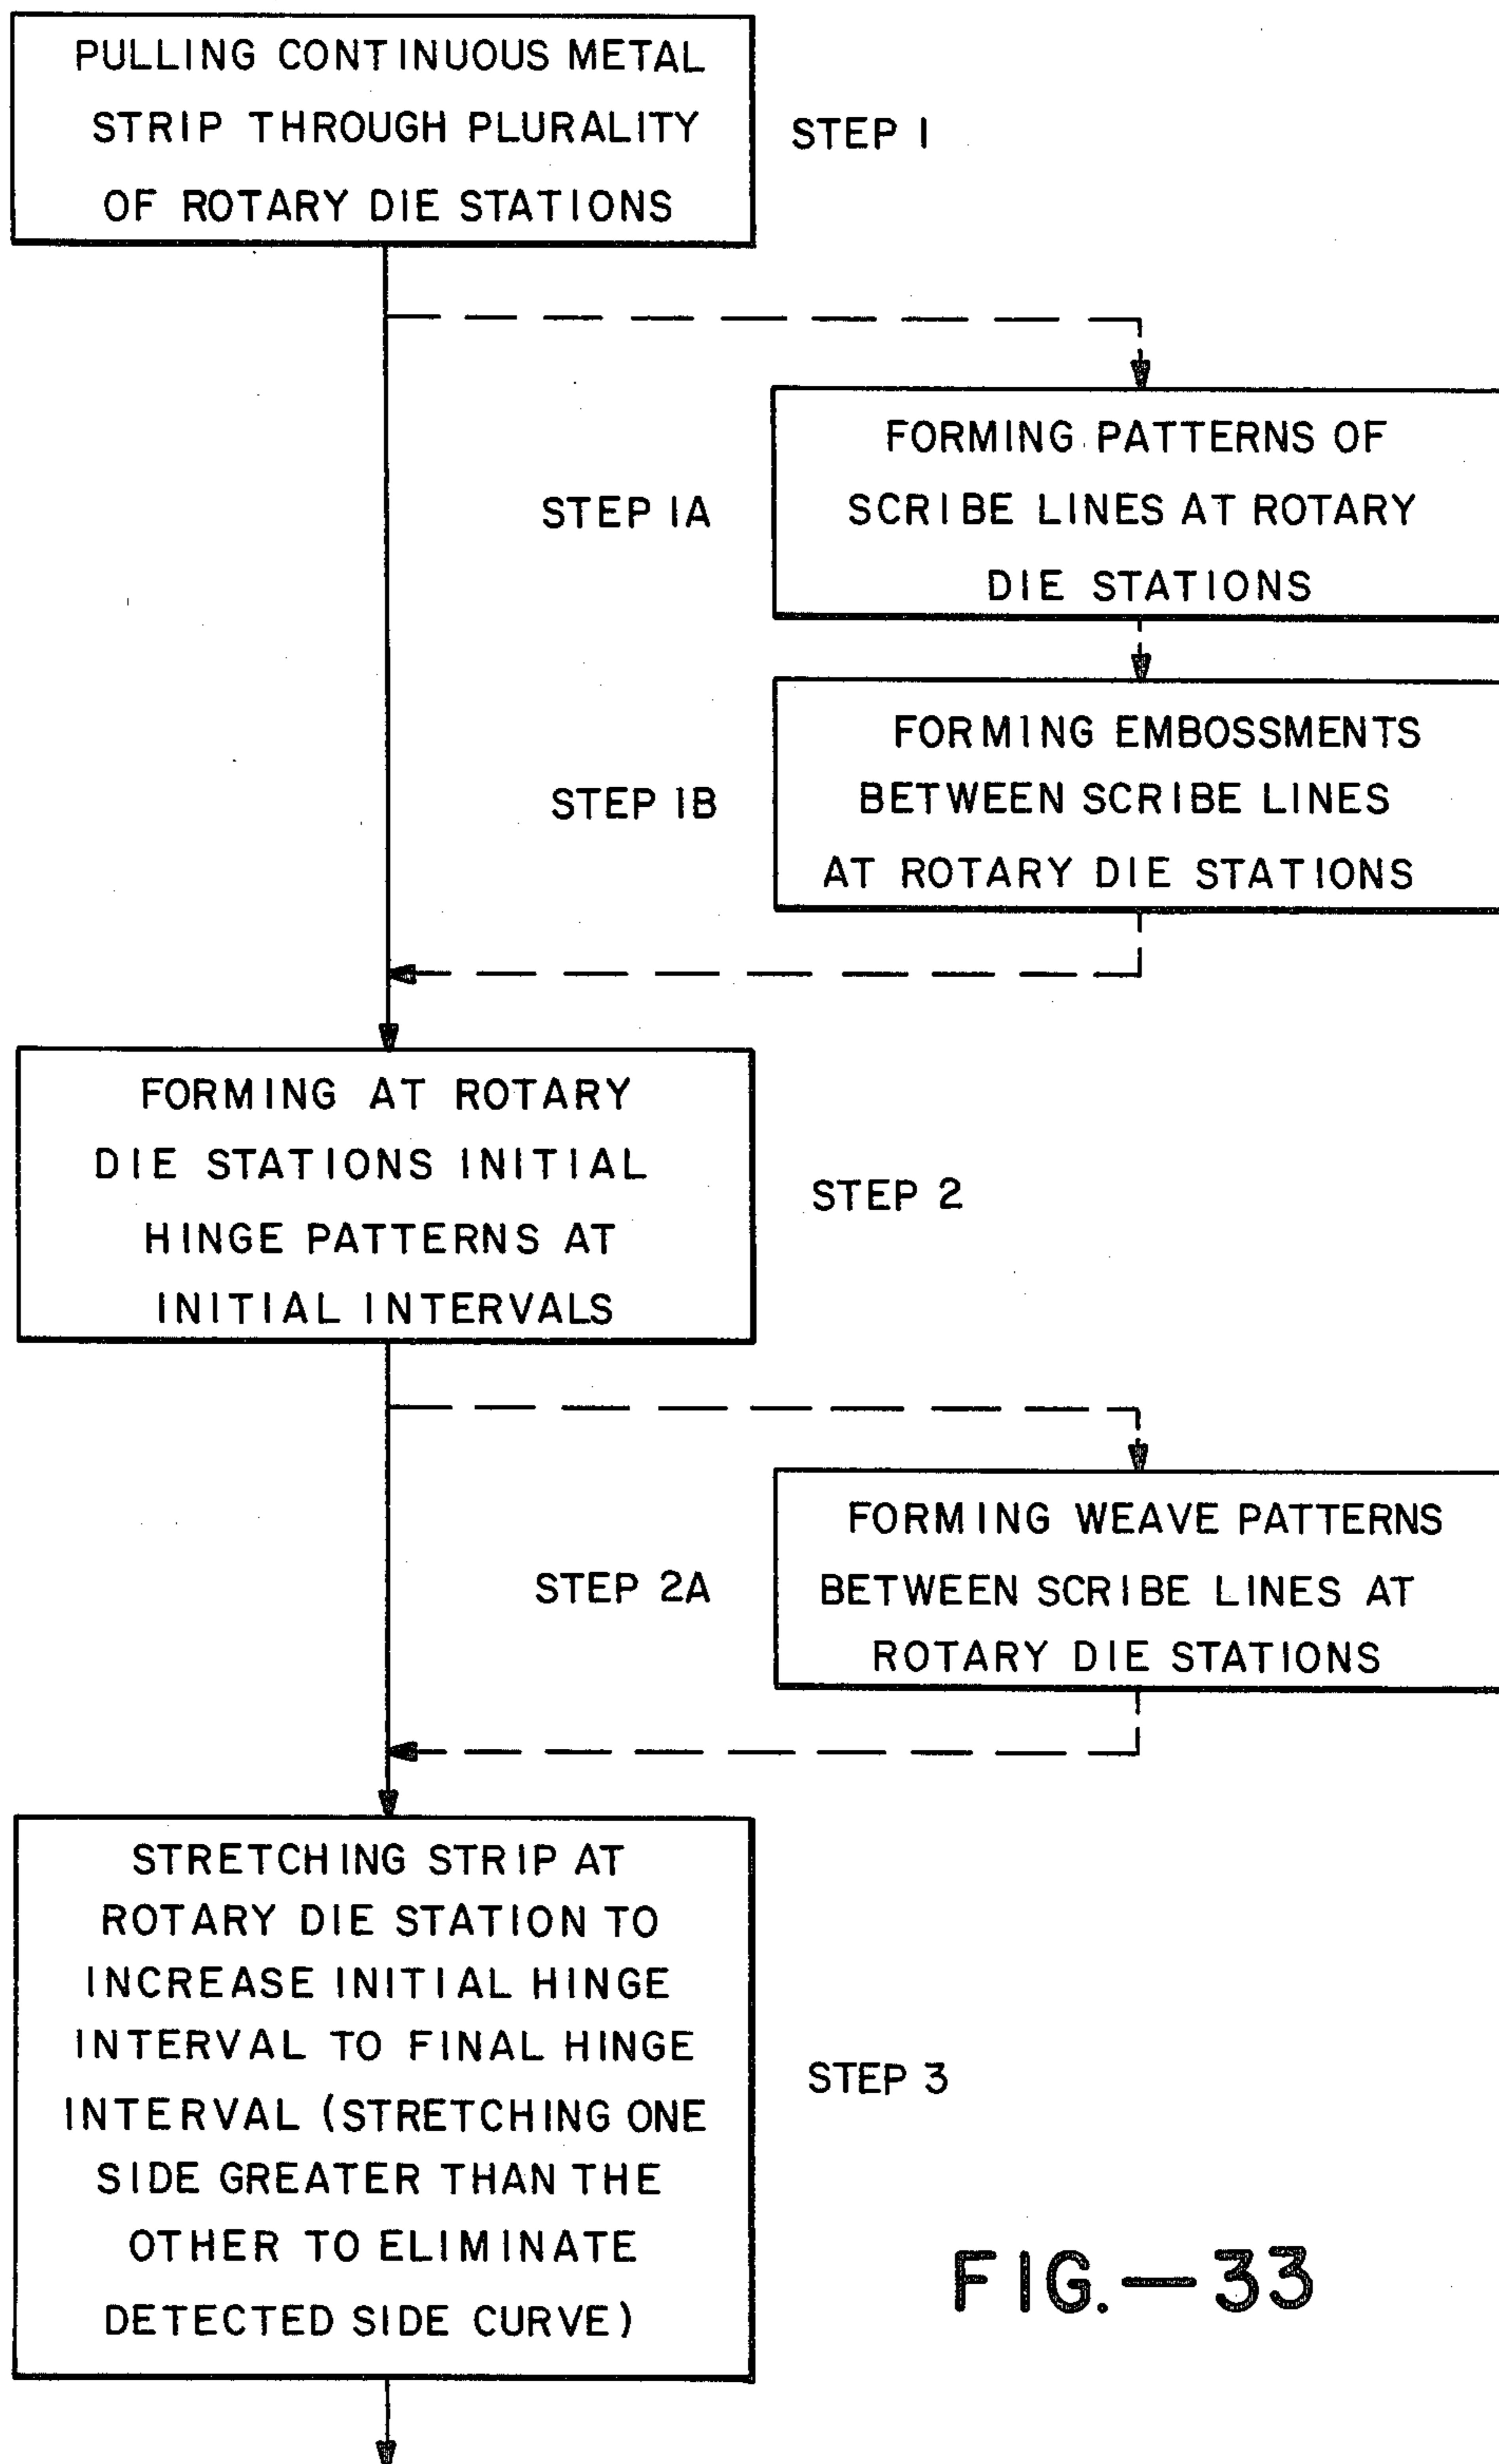 PULLING CONTINUOUS METAL
STRIP THROUGH PLURALITY
OF ROTARY DIE STATIONS
STEP 1
FORMING PATTERNS OF
SCRIBE LINES AT ROTARY
DIE STATIONS
STEP 1A
FORMING EMBOSSMENTS
BETWEEN SCRIBE LINES
AT ROTARY DIE STATIONS
STEP 1B
FORMING AT ROTARY
DIE STATIONS INITIAL
HINGE PATTERNS AT
INITIAL INTERVALS
STEP 2
FORMING WEAVE PATTERNS
BETWEEN SCRIBE LINES AT
ROTARY DIE STATIONS
STEP 2A
STRETCHING STRIP AT
ROTARY DIE STATION TO
INCREASE INITIAL HINGE
INTERVAL TO FINAL HINGE
INTERVAL (STRETCHING ONE
SIDE GREATER THAN THE
OTHER TO ELIMINATE
DETECTED SIDE CURVE)
STEP 3
FIG.—33